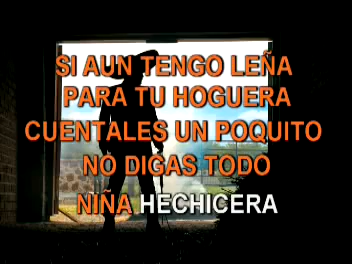 SI AUN TENGO LEÑA
PARA TU HOGUERA
CUENTALES UN POQUITO
NO DIGAS TODO
NIÑA HECHICERA